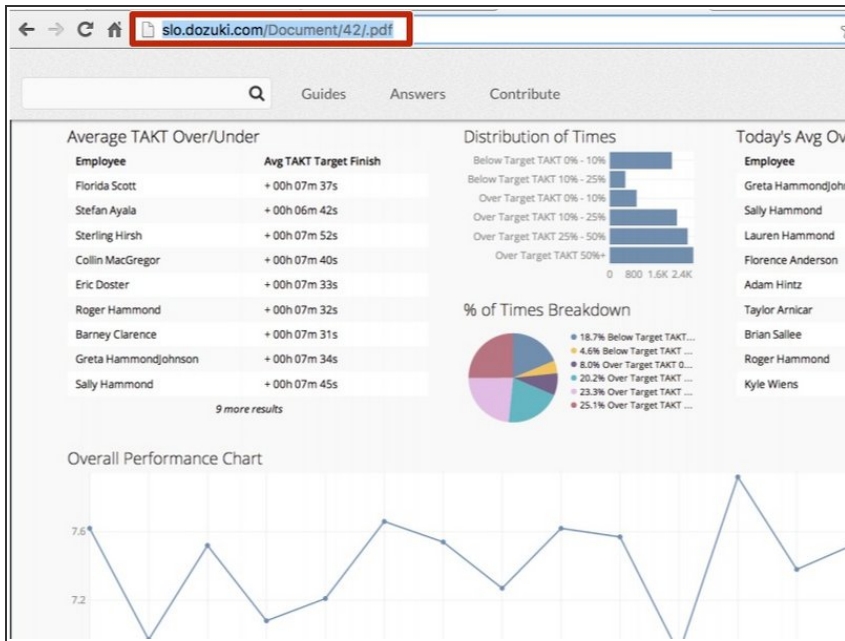 slo.dozuki.com/Document/42/.pdf
Guides Answers Contribute
Average TAKT Over/Under
Employee Avg TAKT Target Finish
Florida Scott + 00h 07m 37s
Stefan Ayala + 00h 06m 42s
Sterling Hirsh + 00h 07m 52s
Collin MacGregor + 00h 07m 40s
Eric Doster + 00h 07m 33s
Roger Hammond + 00h 07m 32s
Barney Clarence + 00h 07m 31s
Greta HammondJohnson + 00h 07m 34s
Sally Hammond + 00h 07m 45s
9 more results
Distribution of Times
Below Target TAKT 0% - 10%
Below Target TAKT 10% - 25%
Over Target TAKT 0% - 10%
Over Target TAKT 10% - 25%
Over Target TAKT 25% - 50%
Over Target TAKT 50%+
0 800 1.6K 2.4K
% of Times Breakdown
18.7% Below Target TAKT...
4.6% Below Target TAKT ...
8.0% Over Target TAKT 0...
20.2% Over Target TAKT ...
23.3% Over Target TAKT ...
25.1% Over Target TAKT ...
Today's Avg Ov
Employee
Greta HammondJohn
Sally Hammond
Lauren Hammond
Florence Anderson
Adam Hintz
Taylor Arnicar
Brian Sallee
Roger Hammond
Kyle Wiens
Overall Performance Chart
7.6
7.2